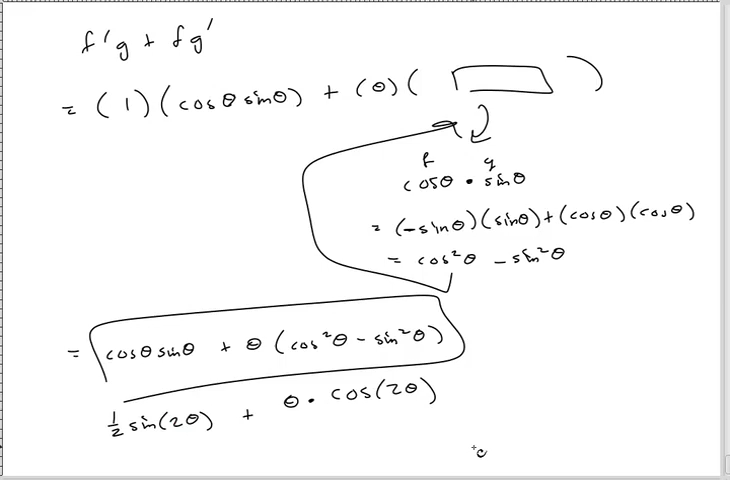 f'g + fg'
= (1)(cosθ sinθ) + (θ)( )
f g
cosθ • sinθ
= (-sinθ)(sinθ)+(cosθ)(cosθ)
= cos²θ - sin²θ
= cosθ sinθ + θ (cos²θ - sin²θ)
½ sin(2θ) + θ • cos(2θ)